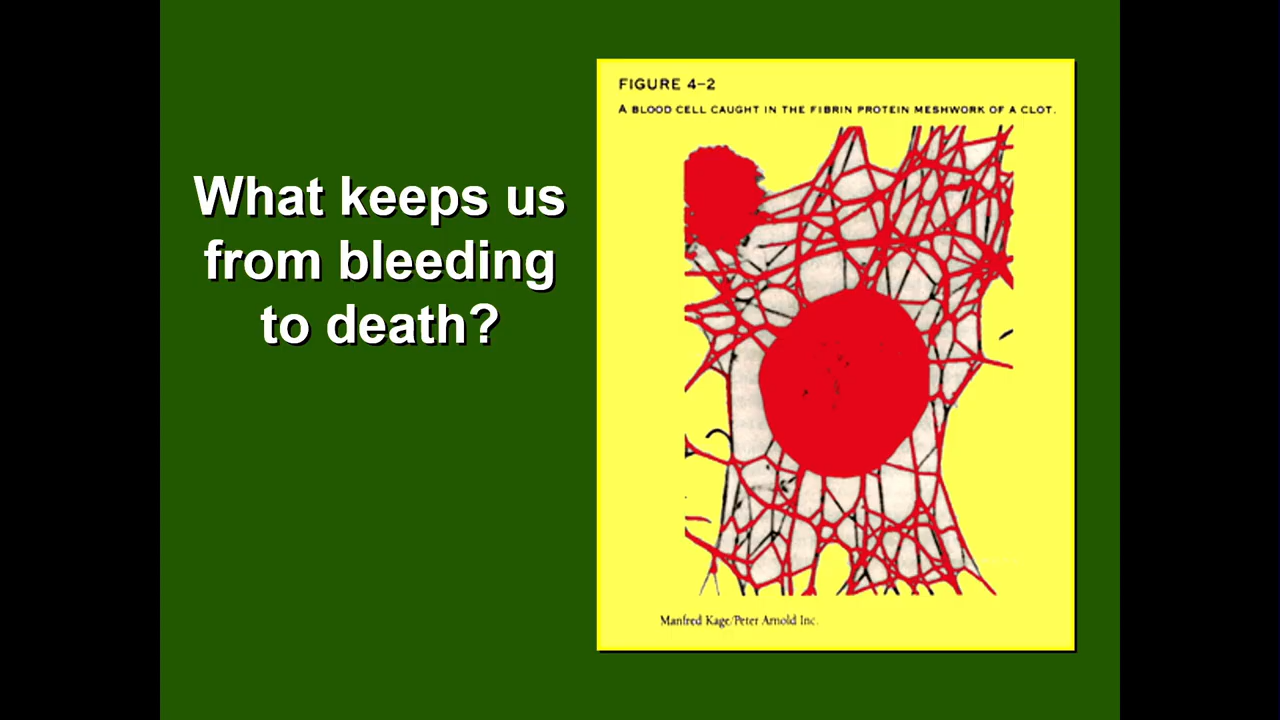 What keeps us
from bleeding
to death?
FIGURE 4–2
A BLOOD CELL CAUGHT IN THE FIBRIN PROTEIN MESHWORK OF A CLOT.
Manfred Kage/Peter Arnold Inc.